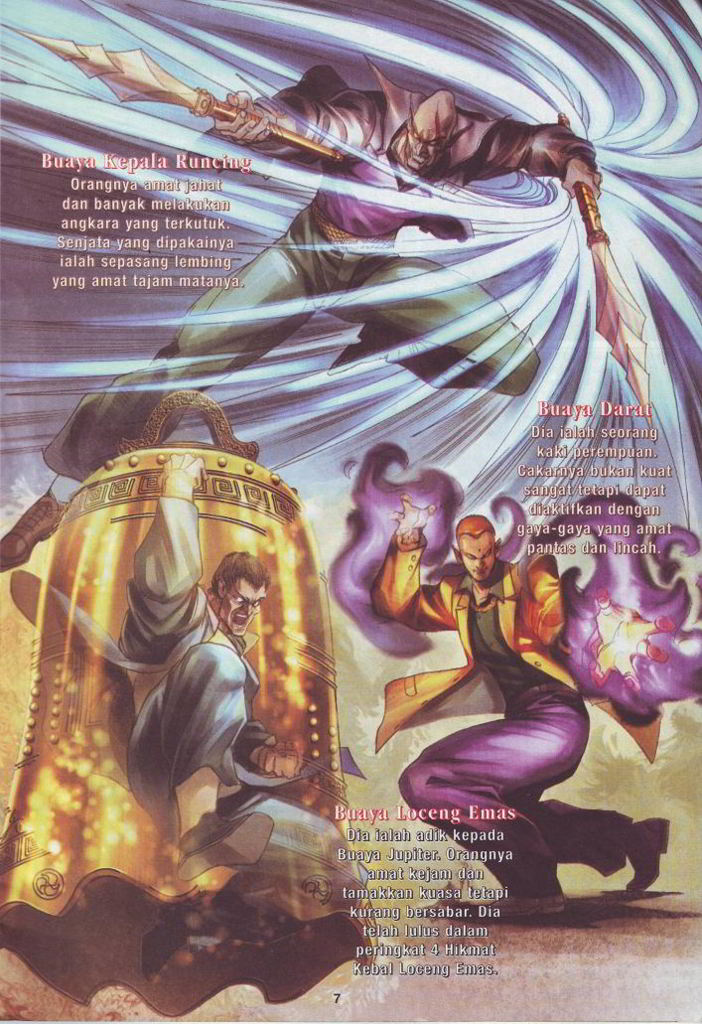 Buaya Kepala Runcing
Orangnya amat jahat
dan banyak melakukan
angkara yang terkutuk.
Senjata yang dipakainya
ialah sepasang lembing
yang amat tajam matanya.
Buaya Darat
Dia ialah seorang
kaki perempuan.
Cakarnya bukan kuat
sangat tetapi dapat
diaktifkan dengan
gaya-gaya yang amat
pantas dan lincah.
Buaya Loceng Emas
Dia ialah adik kepada
Buaya Jupiter. Orangnya
amat kejam dan
tamakkan kuasa tetapi
kurang bersabar. Dia
telah lulus dalam
peringkat 4 Hikmat
Kebal Loceng Emas.
7